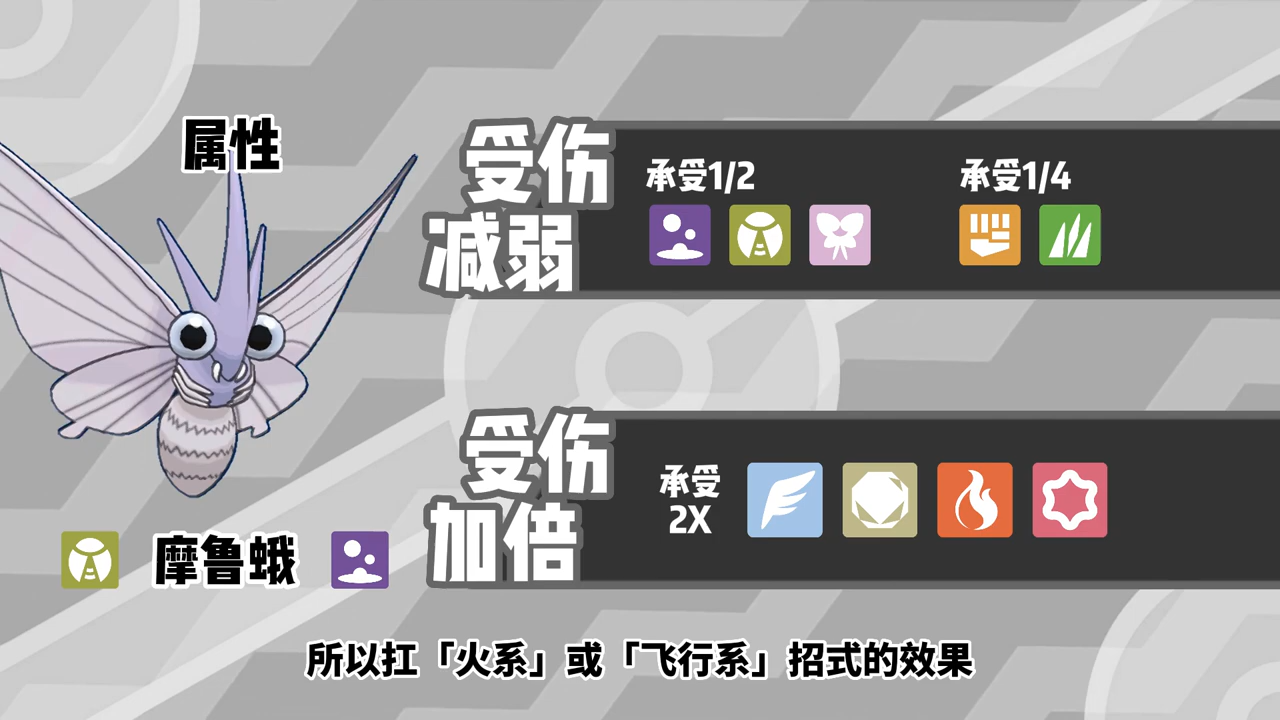 属性
受伤
减弱
承受1/2
承受1/4
受伤
加倍
承受
2X
摩鲁蛾
所以扛「火系」或「飞行系」招式的效果